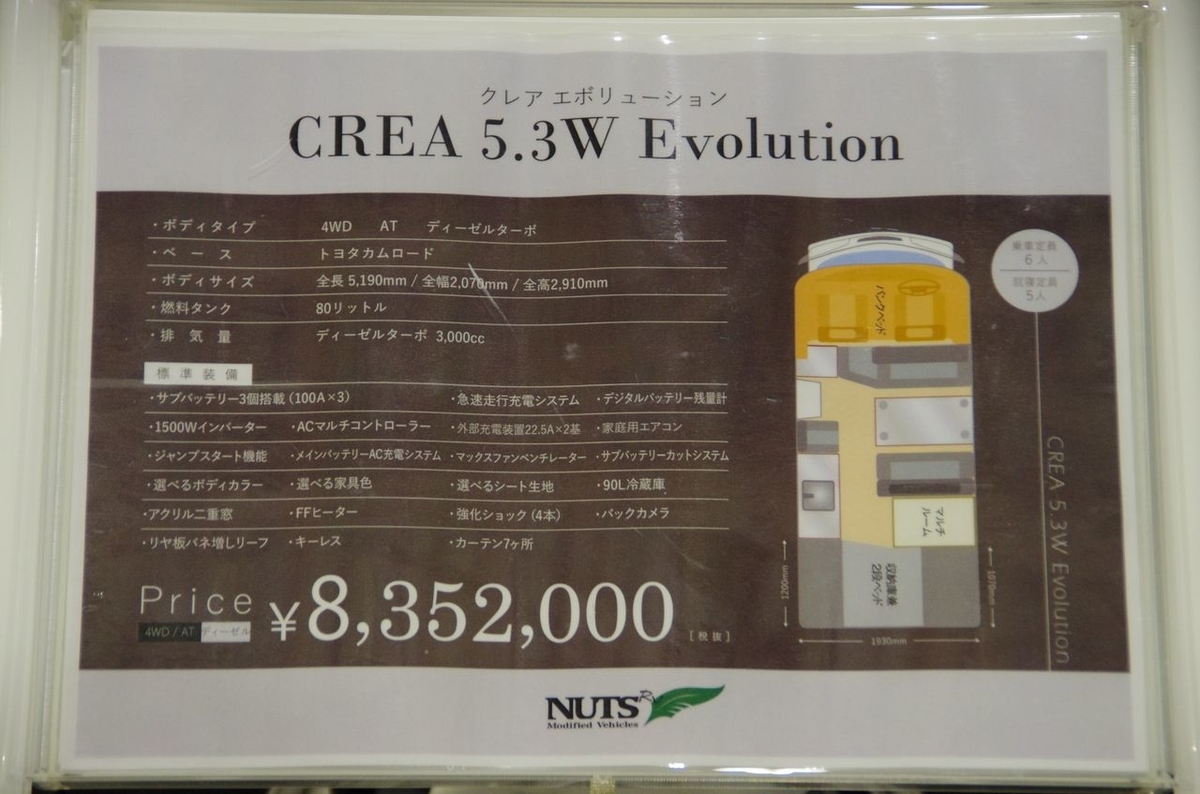 クレア エボリューション
CREA 5.3W Evolution
・ボディタイプ 4WD AT ディーゼルターボ
・ベース トヨタカムロード
・ボディサイズ 全長 5,190mm / 全幅2,070mm / 全高2,910mm
・燃料タンク 80リットル
・排気量 ディーゼルターボ 3,000cc
標準装備
・サブバッテリー3個搭載 (100A×3) ・急速走行充電システム ・デジタルバッテリー残量計
・1500Wインバーター ・ACマルチコントローラー ・外部充電装置22.5A×2基 ・家庭用エアコン
・ジャンプスタート機能 ・メインバッテリーAC充電システム ・マックスファンベンチレーター ・サブバッテリーカットシステム
・選べるボディカラー ・選べる家具色 ・選べるシート生地 ・90L冷蔵庫
・アクリル二重窓 ・FFヒーター ・強化ショック (4本) ・バックカメラ
・リヤ板バネ増しリーフ ・キーレス ・カーテン7ヶ所
Price ¥8,352,000 [税抜]
4WD / AT ディーゼル
乗車定員
6人
就寝定員
5人
バンクベッド
マルチ
ルーム
収納庫兼
2段ベッド
1200mm
1070mm
1930mm
CREA 5.3W Evolution
NUTS R
Modified Vehicles